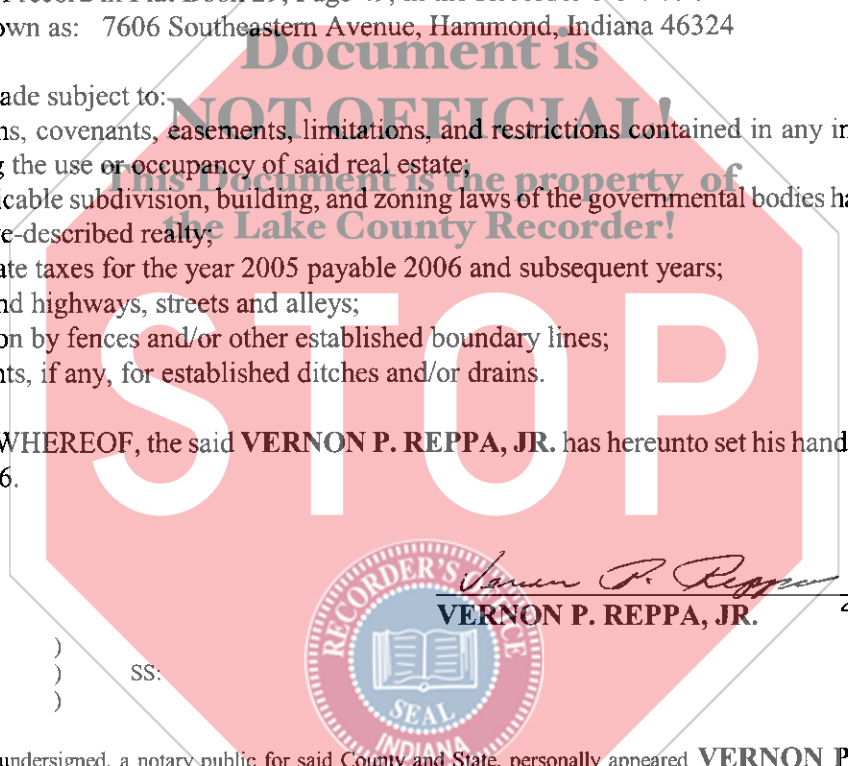 Plat Book 29, Page
own as: 7606 Southeastern Avenue, Hammond, Indiana 46324
Document is
ade subject to:
NOT OFFICIAL!
ns, covenants, easements, limitations, and restrictions contained in any in
g the use or occupancy of said real estate;
This Document is the property of
icable subdivision, building, and zoning laws of the governmental bodies ha
the Lake County Recorder!
e-described realty;
ate taxes for the year 2005 payable 2006 and subsequent years;
nd highways, streets and alleys;
on by fences and/or other established boundary lines;
nts, if any, for established ditches and/or drains.
STOP
WHEREOF, the said VERNON P. REPPA, JR. has hereunto set his hand
6.
Vernon P. Reppa
VERNON P. REPPA, JR.
RECORDER'S OFFICE
SEAL
INDIANA
)
) SS:
)
undersigned, a notary public for said County and State, personally appeared VERNON P